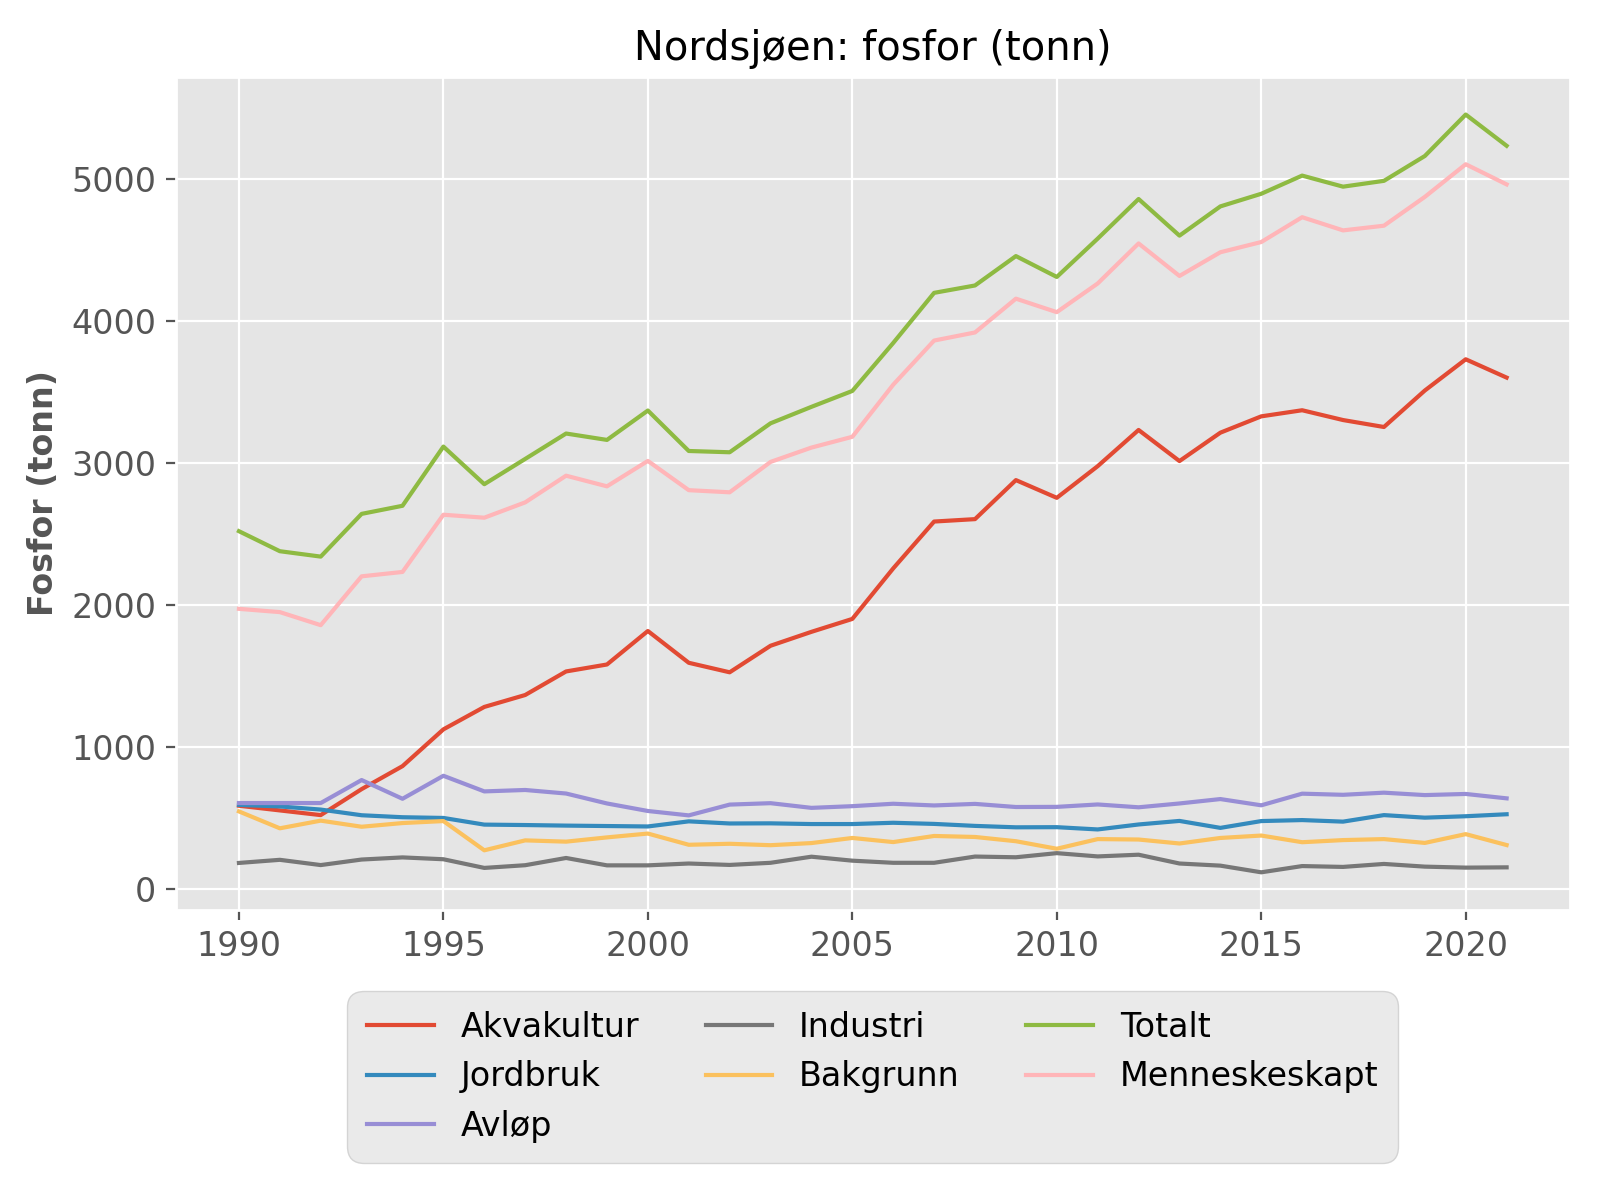 Nordsjøen: fosfor (tonn)
Fosfor (tonn)
5000
4000
3000
2000
1000
0
1990 1995 2000 2005 2010 2015 2020
Akvakultur Industri Totalt
Jordbruk Bakgrunn Menneskeskapt
Avløp